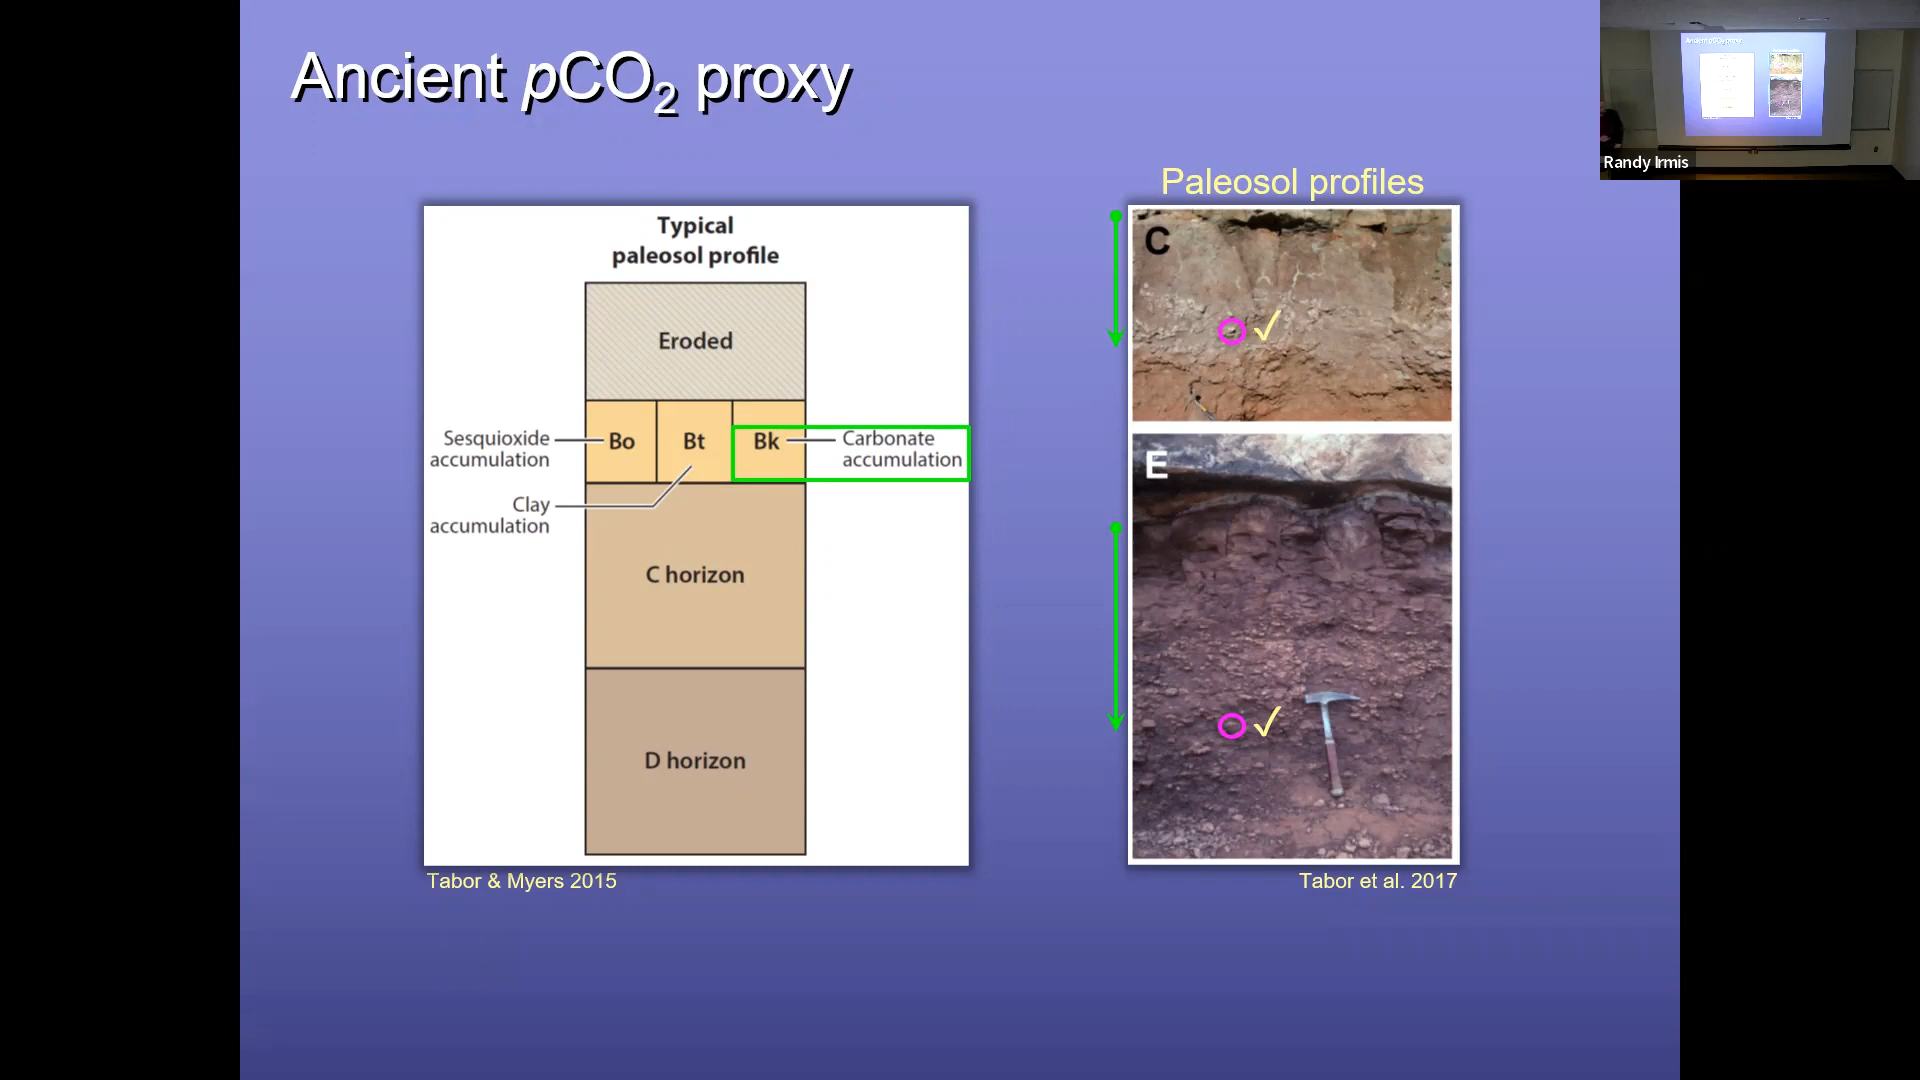 Ancient pCO₂ proxy
Randy Irmis
Typical
paleosol profile
Eroded
Sesquioxide
accumulation
Bo
Bt
Bk
Carbonate
accumulation
Clay
accumulation
C horizon
D horizon
Tabor & Myers 2015
Paleosol profiles
C
E
Tabor et al. 2017